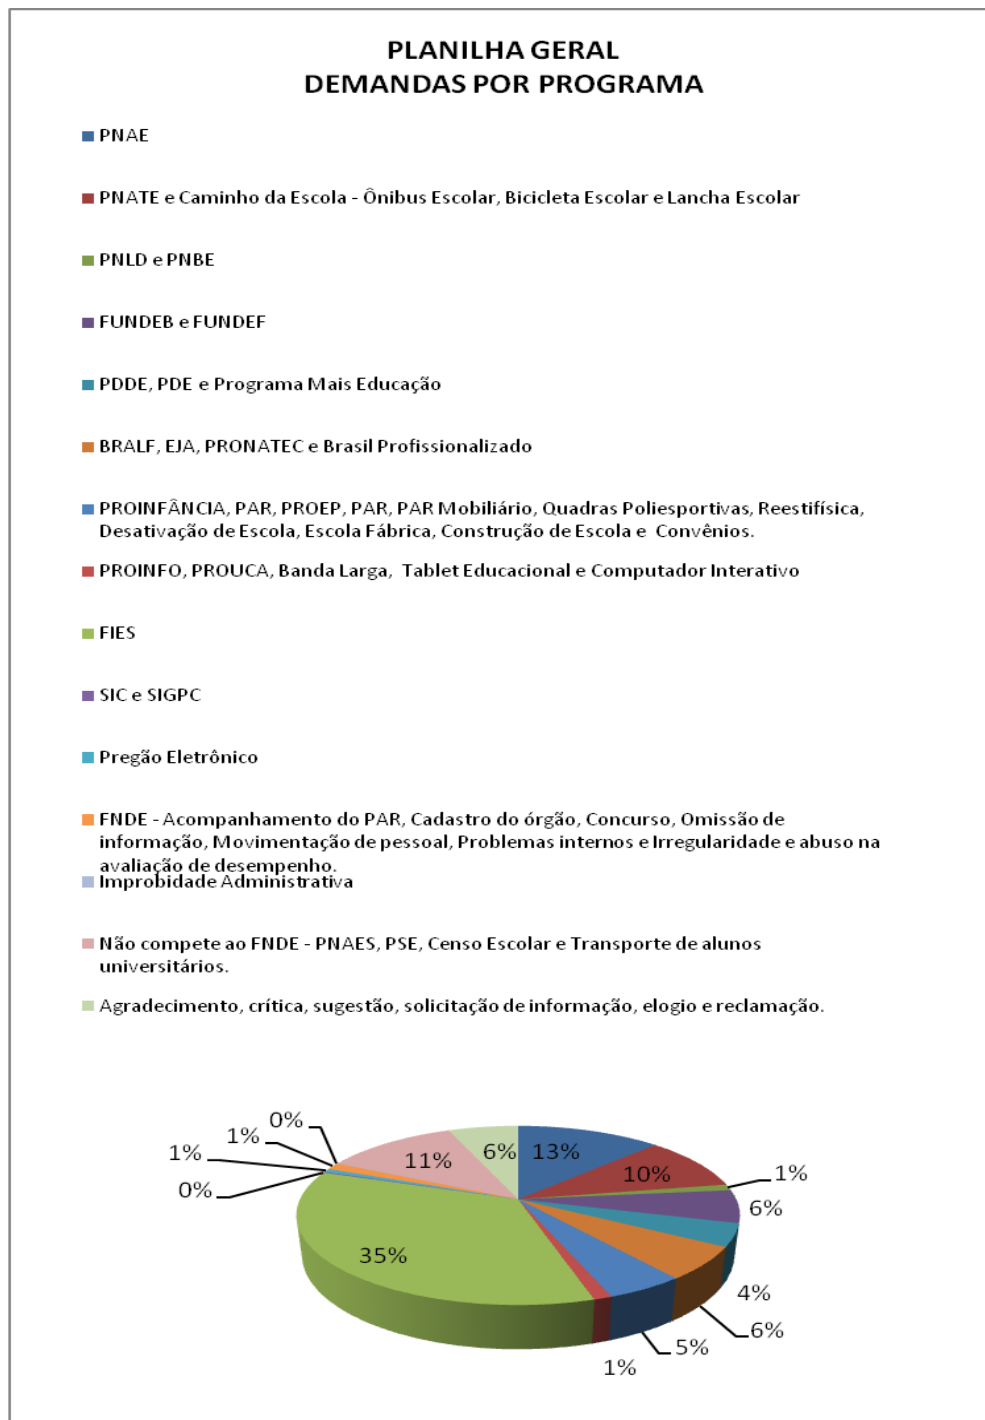 PLANILHA GERAL
DEMANDAS POR PROGRAMA
PNAE
PNATE e Caminho da Escola - Ônibus Escolar, Bicicleta Escolar e Lancha Escolar
PNLD e PNBE
FUNDEB e FUNDEF
PDDE, PDE e Programa Mais Educação
BRALF, EJA, PRONATEC e Brasil Profissionalizado
PROINFÂNCIA, PAR, PROEP, PAR, PAR Mobiliário, Quadras Poliesportivas, Reestifísica,
Desativação de Escola, Escola Fábrica, Construção de Escola e Convênios.
PROINFO, PROUCA, Banda Larga, Tablet Educacional e Computador Interativo
FIES
SIC e SIGPC
Pregão Eletrônico
FNDE - Acompanhamento do PAR, Cadastro do órgão, Concurso, Omissão de
informação, Movimentação de pessoal, Problemas internos e Irregularidade e abuso na
avaliação de desempenho.
Improbidade Administrativa
Não compete ao FNDE - PNAES, PSE, Censo Escolar e Transporte de alunos
universitários.
Agradecimento, crítica, sugestão, solicitação de informação, elogio e reclamação.
0%
1%
1%
0%
11%
6%
13%
10%
1%
6%
35%
4%
6%
5%
1%